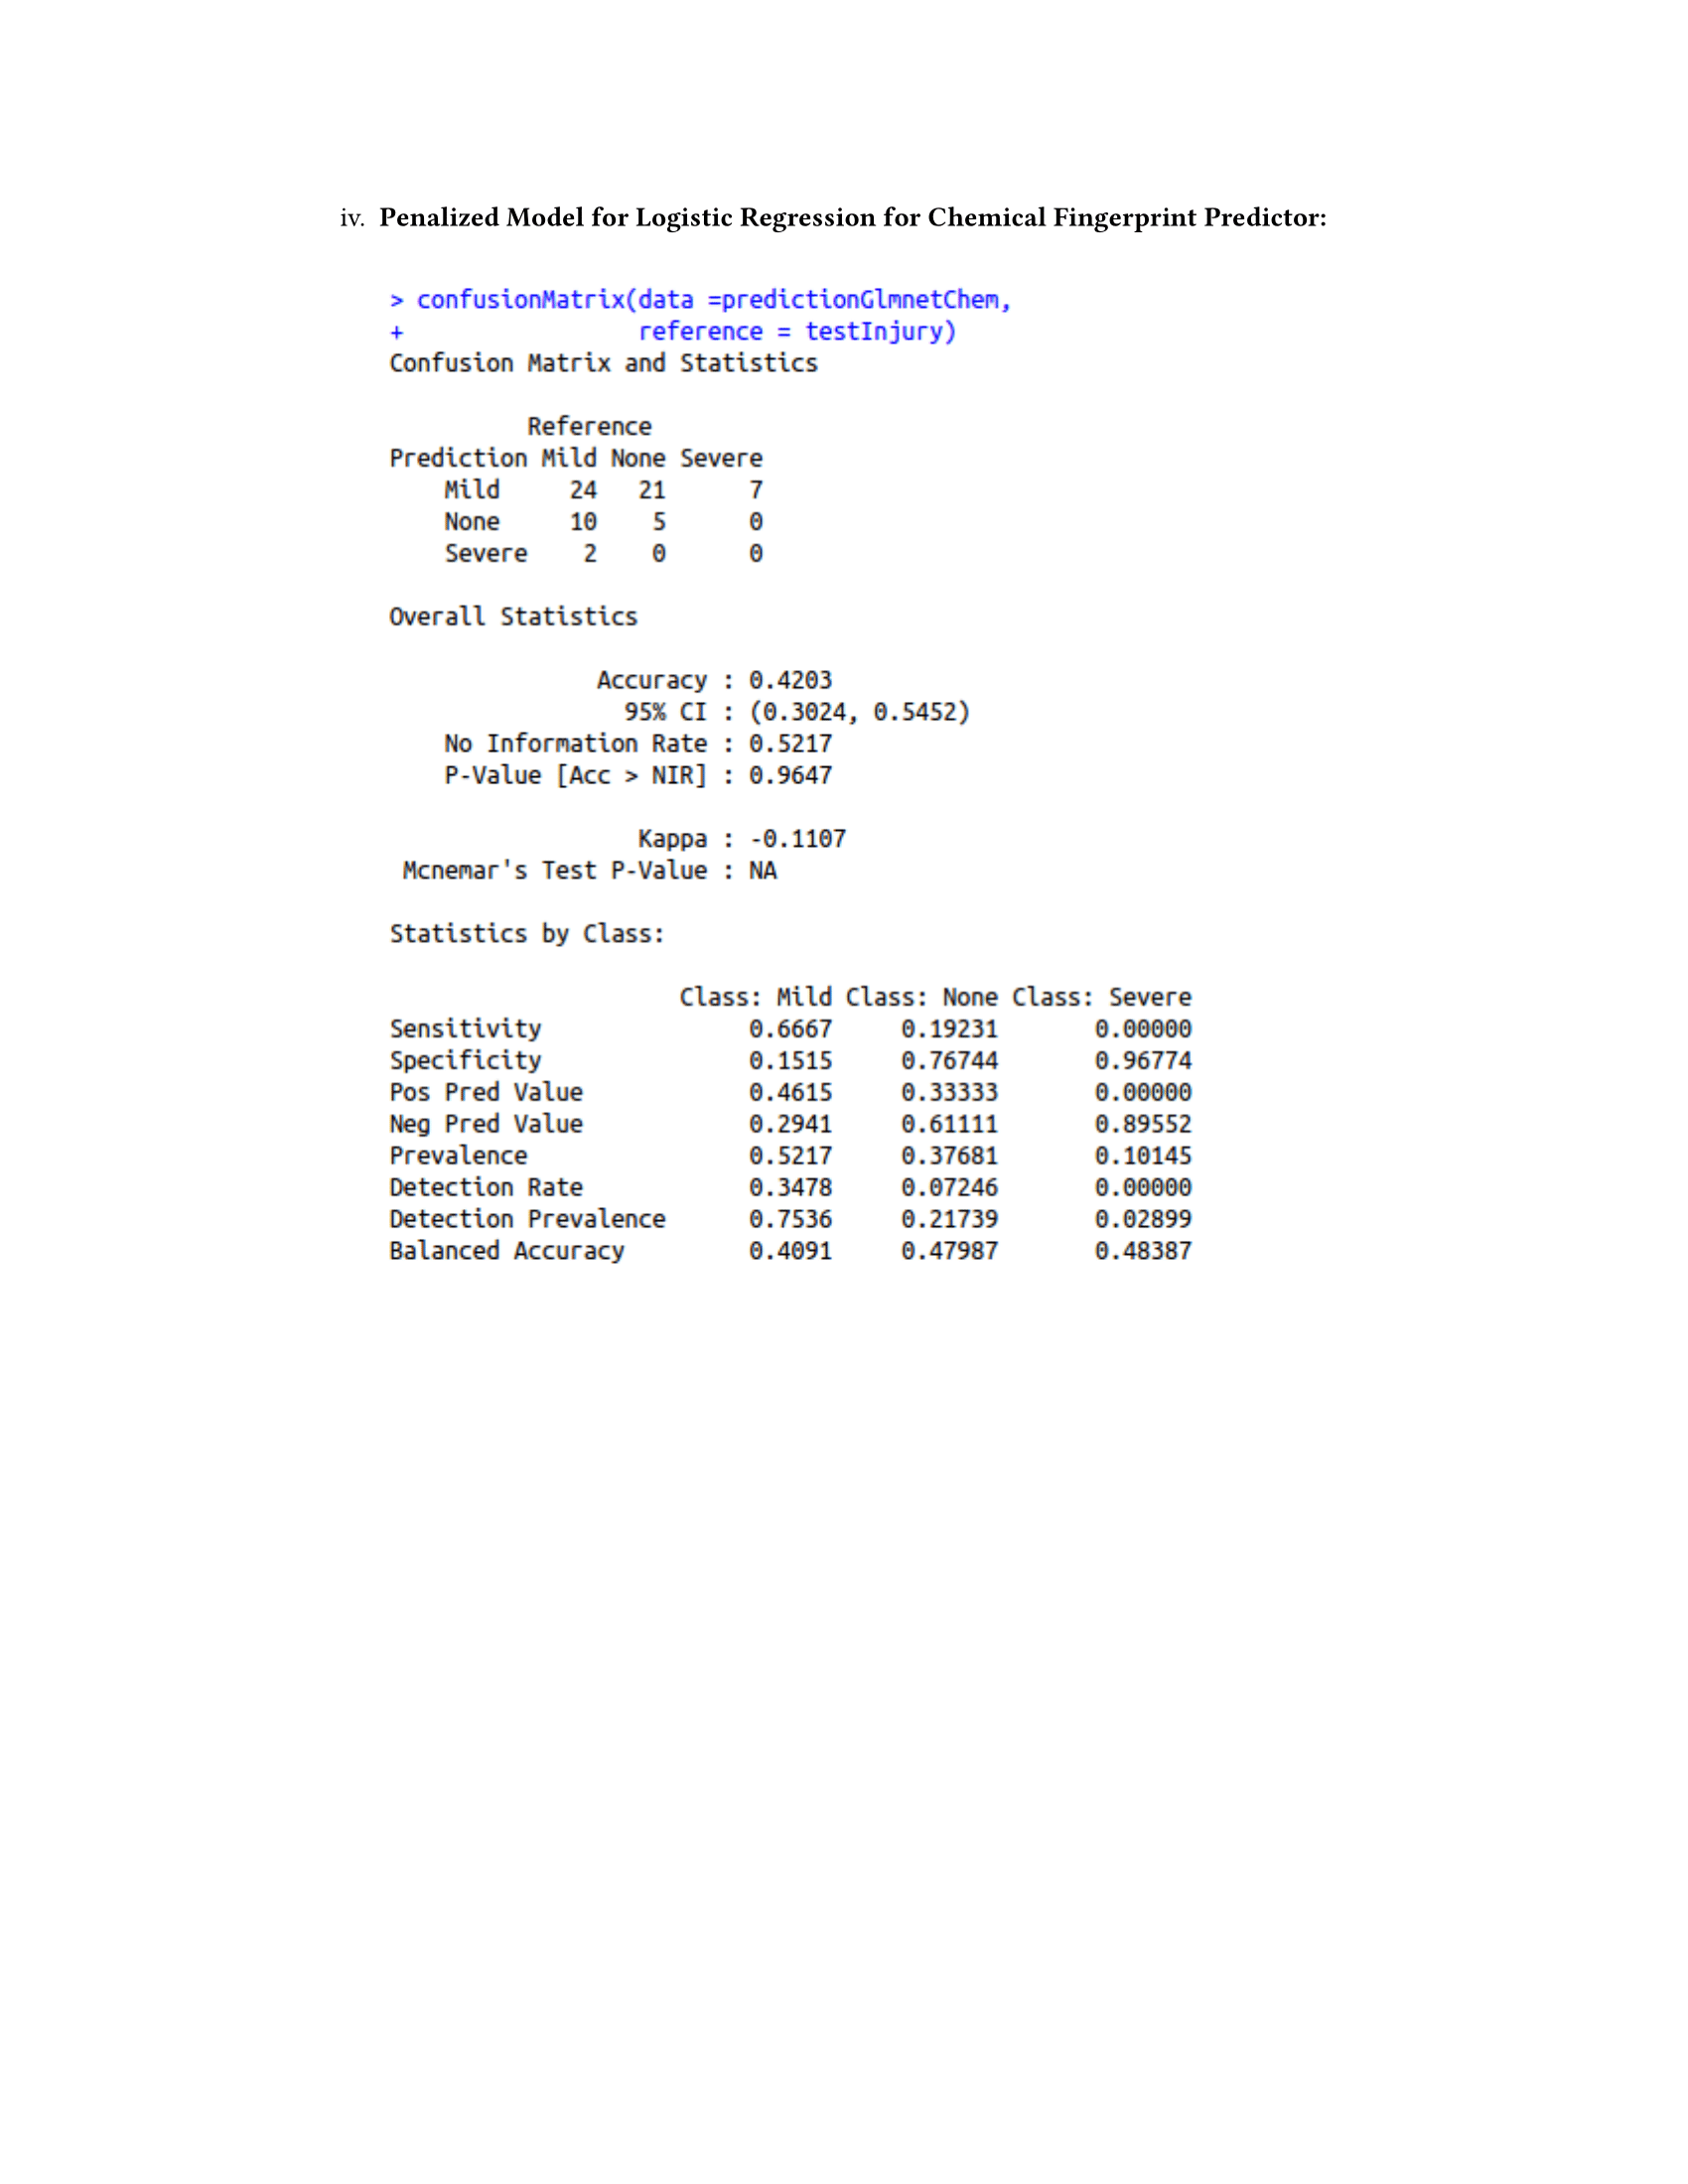 iv. Penalized Model for Logistic Regression for Chemical Fingerprint Predictor:
> confusionMatrix(data =predictionGlmnetChem,
+                 reference = testInjury)
Confusion Matrix and Statistics
          Reference
Prediction Mild None Severe
    Mild     24   21      7
    None     10    5      0
    Severe    2    0      0
Overall Statistics
               Accuracy : 0.4203
                 95% CI : (0.3024, 0.5452)
    No Information Rate : 0.5217
    P-Value [Acc > NIR] : 0.9647
                  Kappa : -0.1107
 Mcnemar's Test P-Value : NA
Statistics by Class:
                     Class: Mild Class: None Class: Severe
Sensitivity               0.6667     0.19231       0.00000
Specificity               0.1515     0.76744       0.96774
Pos Pred Value            0.4615     0.33333       0.00000
Neg Pred Value            0.2941     0.61111       0.89552
Prevalence                0.5217     0.37681       0.10145
Detection Rate            0.3478     0.07246       0.00000
Detection Prevalence      0.7536     0.21739       0.02899
Balanced Accuracy         0.4091     0.47987       0.48387